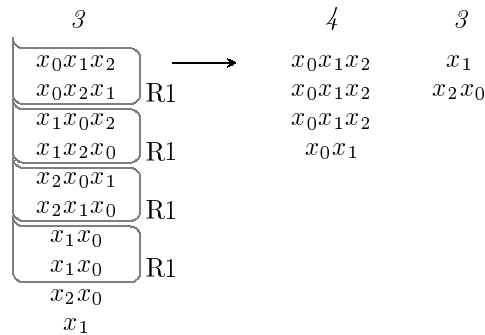 3 4 3
x₀x₁x₂ x₀x₁x₂ x₁
x₀x₂x₁ R1 x₀x₁x₂ x₂x₀
x₁x₀x₂ x₀x₁x₂
x₁x₂x₀ R1 x₀x₁
x₂x₀x₁
x₂x₁x₀ R1
x₁x₀
x₁x₀ R1
x₂x₀
x₁